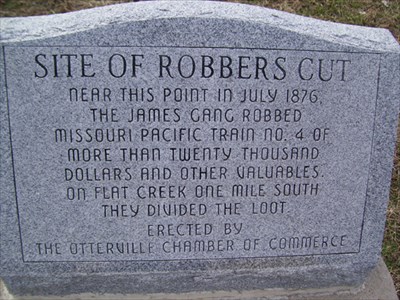 SITE OF ROBBERS CUT
NEAR THIS POINT IN JULY 1876,
THE JAMES GANG ROBBED
MISSOURI PACIFIC TRAIN NO. 4 OF
MORE THAN TWENTY THOUSAND
DOLLARS AND OTHER VALUABLES.
ON FLAT CREEK ONE MILE SOUTH
THEY DIVIDED THE LOOT.
ERECTED BY
THE OTTERVILLE CHAMBER OF COMMERCE